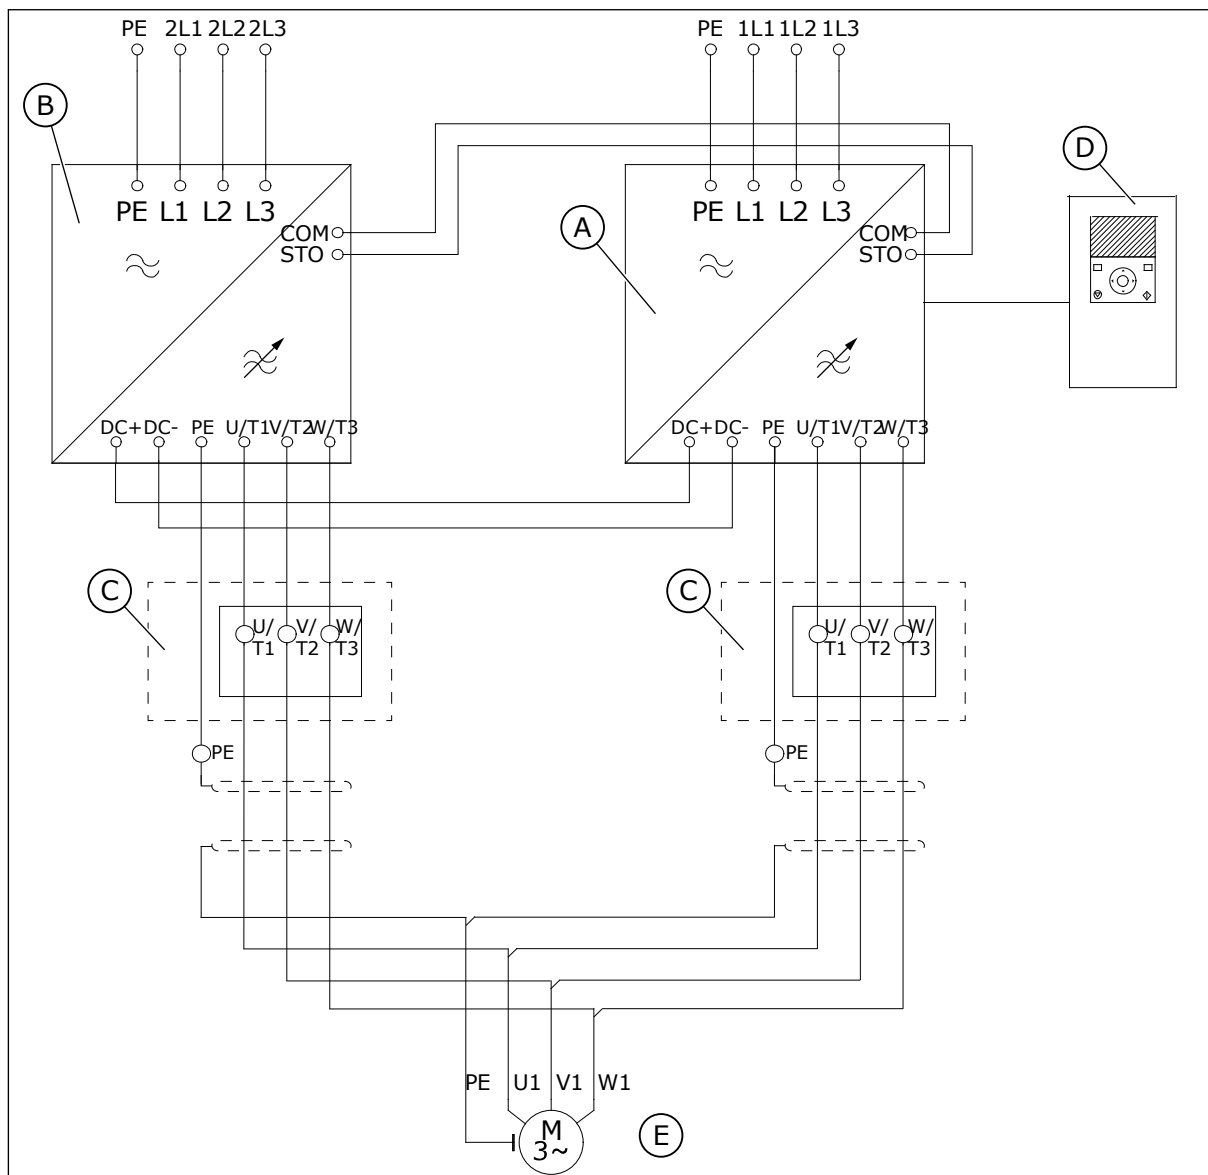 PE 2L1 2L2 2L3
PE 1L1 1L2 1L3
B
D
PE L1 L2 L3
PE L1 L2 L3
A
COM
STO
COM
STO
DC+ DC- PE U/T1 V/T2 W/T3
DC+ DC- PE U/T1 V/T2 W/T3
C
U/
T1
V/
T2
W/
T3
C
U/
T1
V/
T2
W/
T3
PE
PE
PE U1 V1 W1
M
3~
E